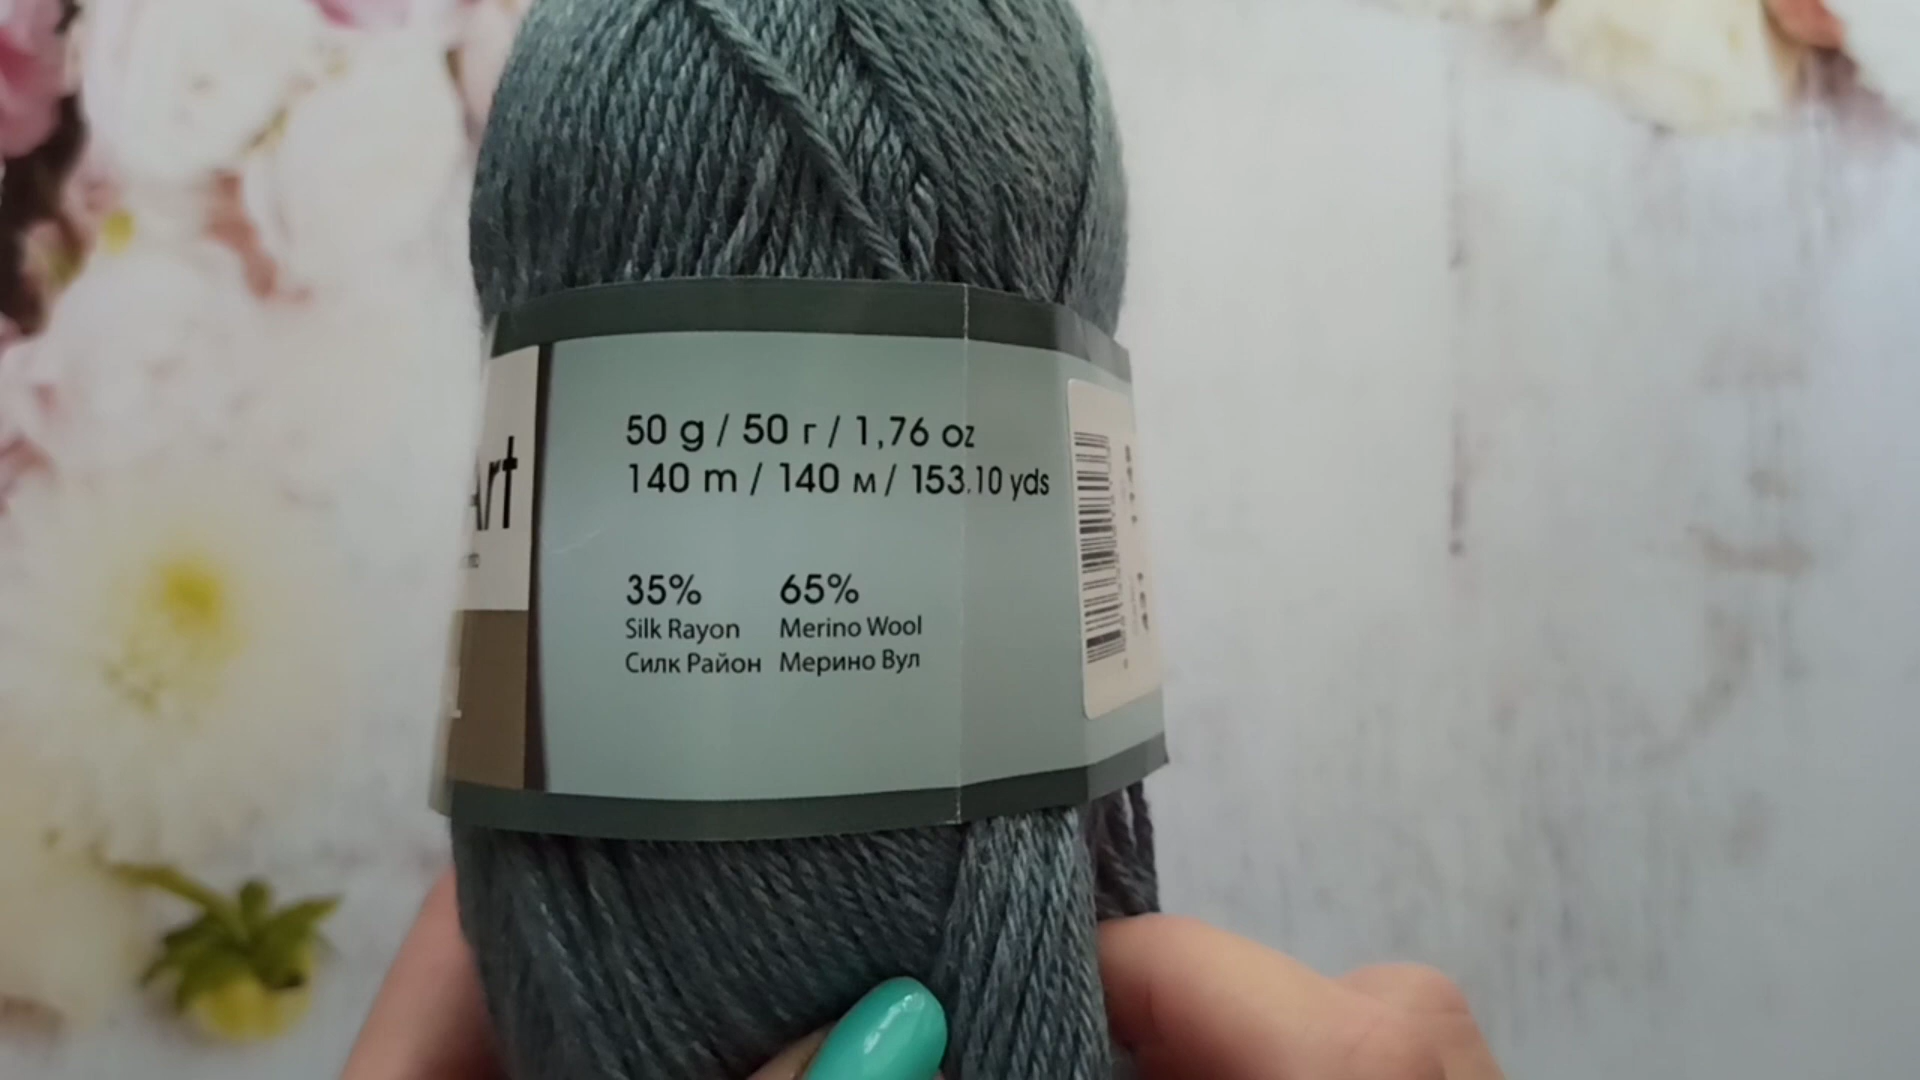 50 g / 50 г / 1,76 oz
140 m / 140 м / 153.10 yds
35% 65%
Silk Rayon Merino Wool
Силк Район Мерино Вул